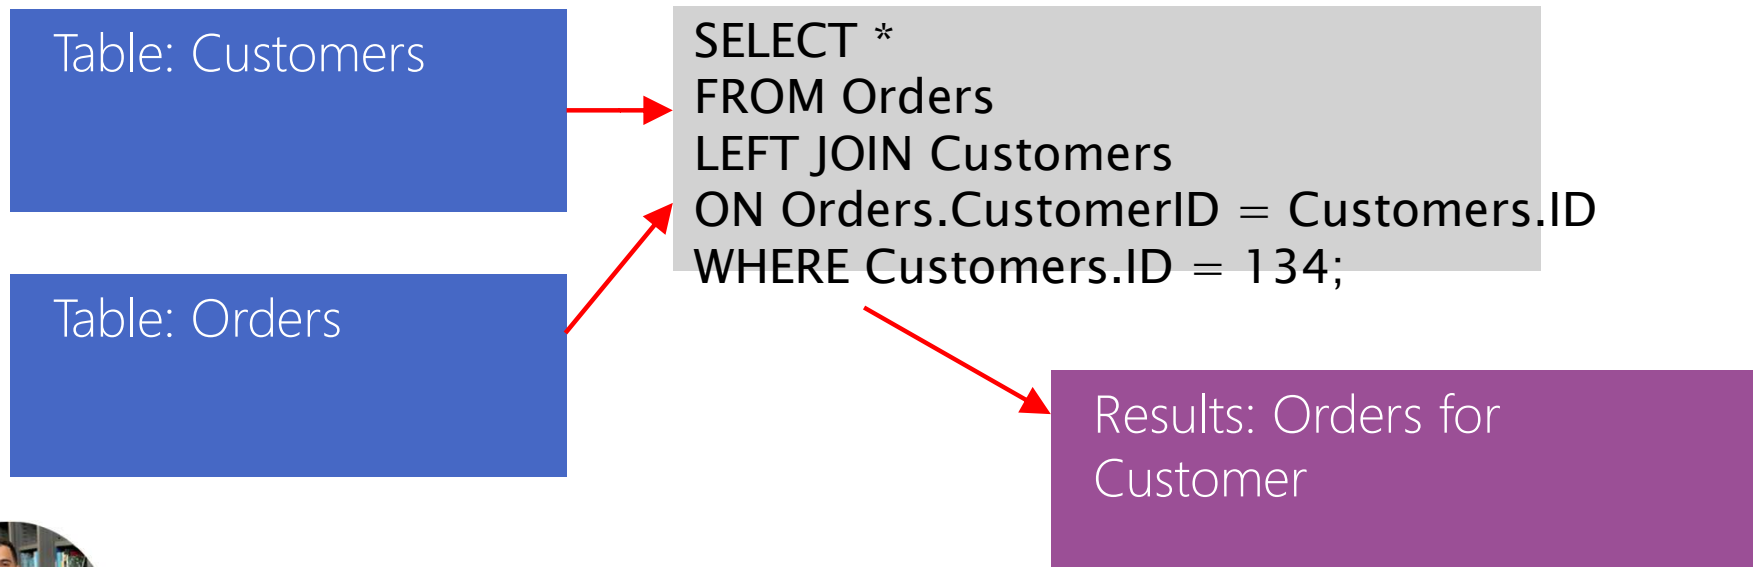 Table: Customers
SELECT *
FROM Orders
LEFT JOIN Customers
ON Orders.CustomerID = Customers.ID
WHERE Customers.ID = 134;
Table: Orders
Results: Orders for
Customer